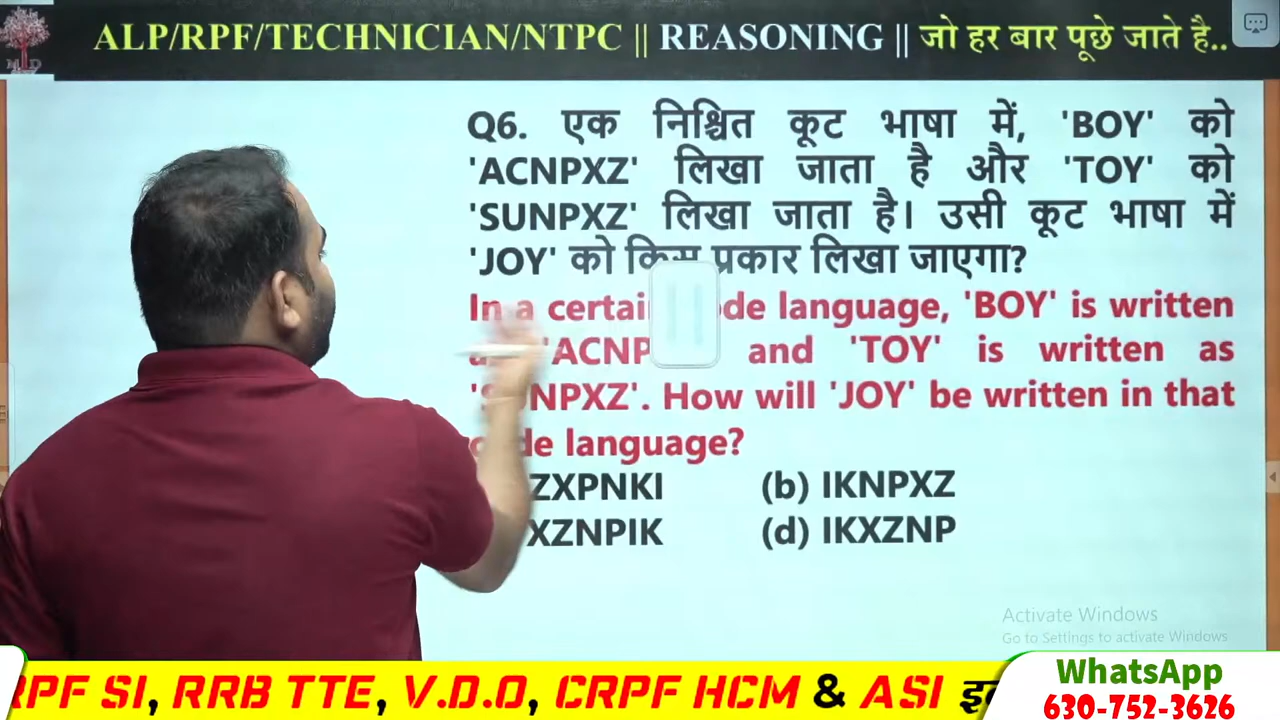 ALP/RPF/TECHNICIAN/NTPC || REASONING || जो हर बार पूछे जाते है..
Q6. एक निश्चित कूट भाषा में, 'BOY' को
'ACNPXZ' लिखा जाता है और 'TOY' को
'SUNPXZ' लिखा जाता है। उसी कूट भाषा में
'JOY' को किस प्रकार लिखा जाएगा?
In a code language, 'BOY' is written
and 'TOY' is written as
How will 'JOY' be written in that
language?
ZXPNKI (b) IKNPXZ
XZNPIK (d) IKXZNP
Activate Windows
Go to Settings to activate Windows
RPF SI, RRB TTE, V.D.O, CRPF HCM & ASI
WhatsApp
630-752-3626